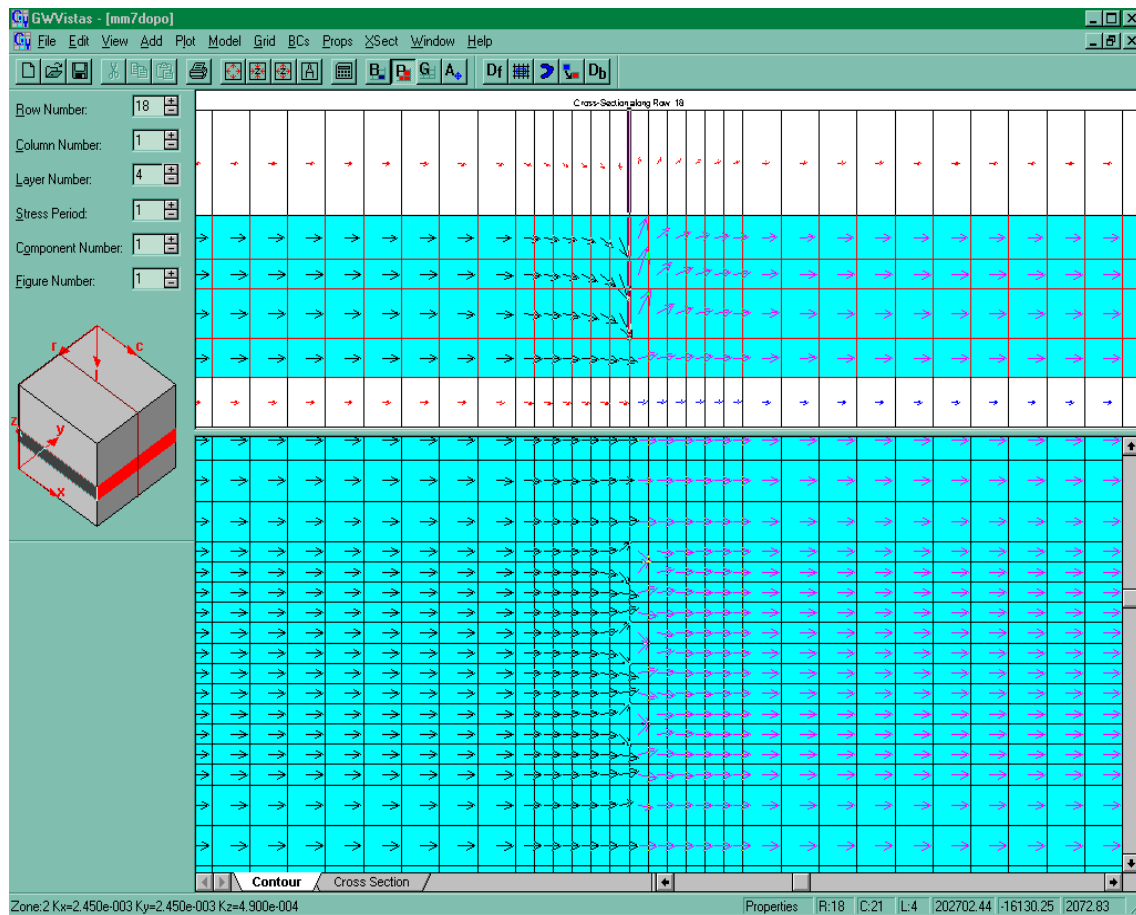 GWVistas - [mm7dopo]
File Edit View Add Plot Model Grid BCs Props XSect Window Help
B P G A Df Db
Row Number: 18
Column Number: 1
Layer Number: 4
Stress Period: 1
Component Number: 1
Figure Number: 1
Cross-Section along Row 18
r c
l
z
y
x
Contour Cross Section
Zone:2 Kx=2.450e-003 Ky=2.450e-003 Kz=4.900e-004 Properties R:18 C:21 L:4 202702.44 -16130.25 2072.83